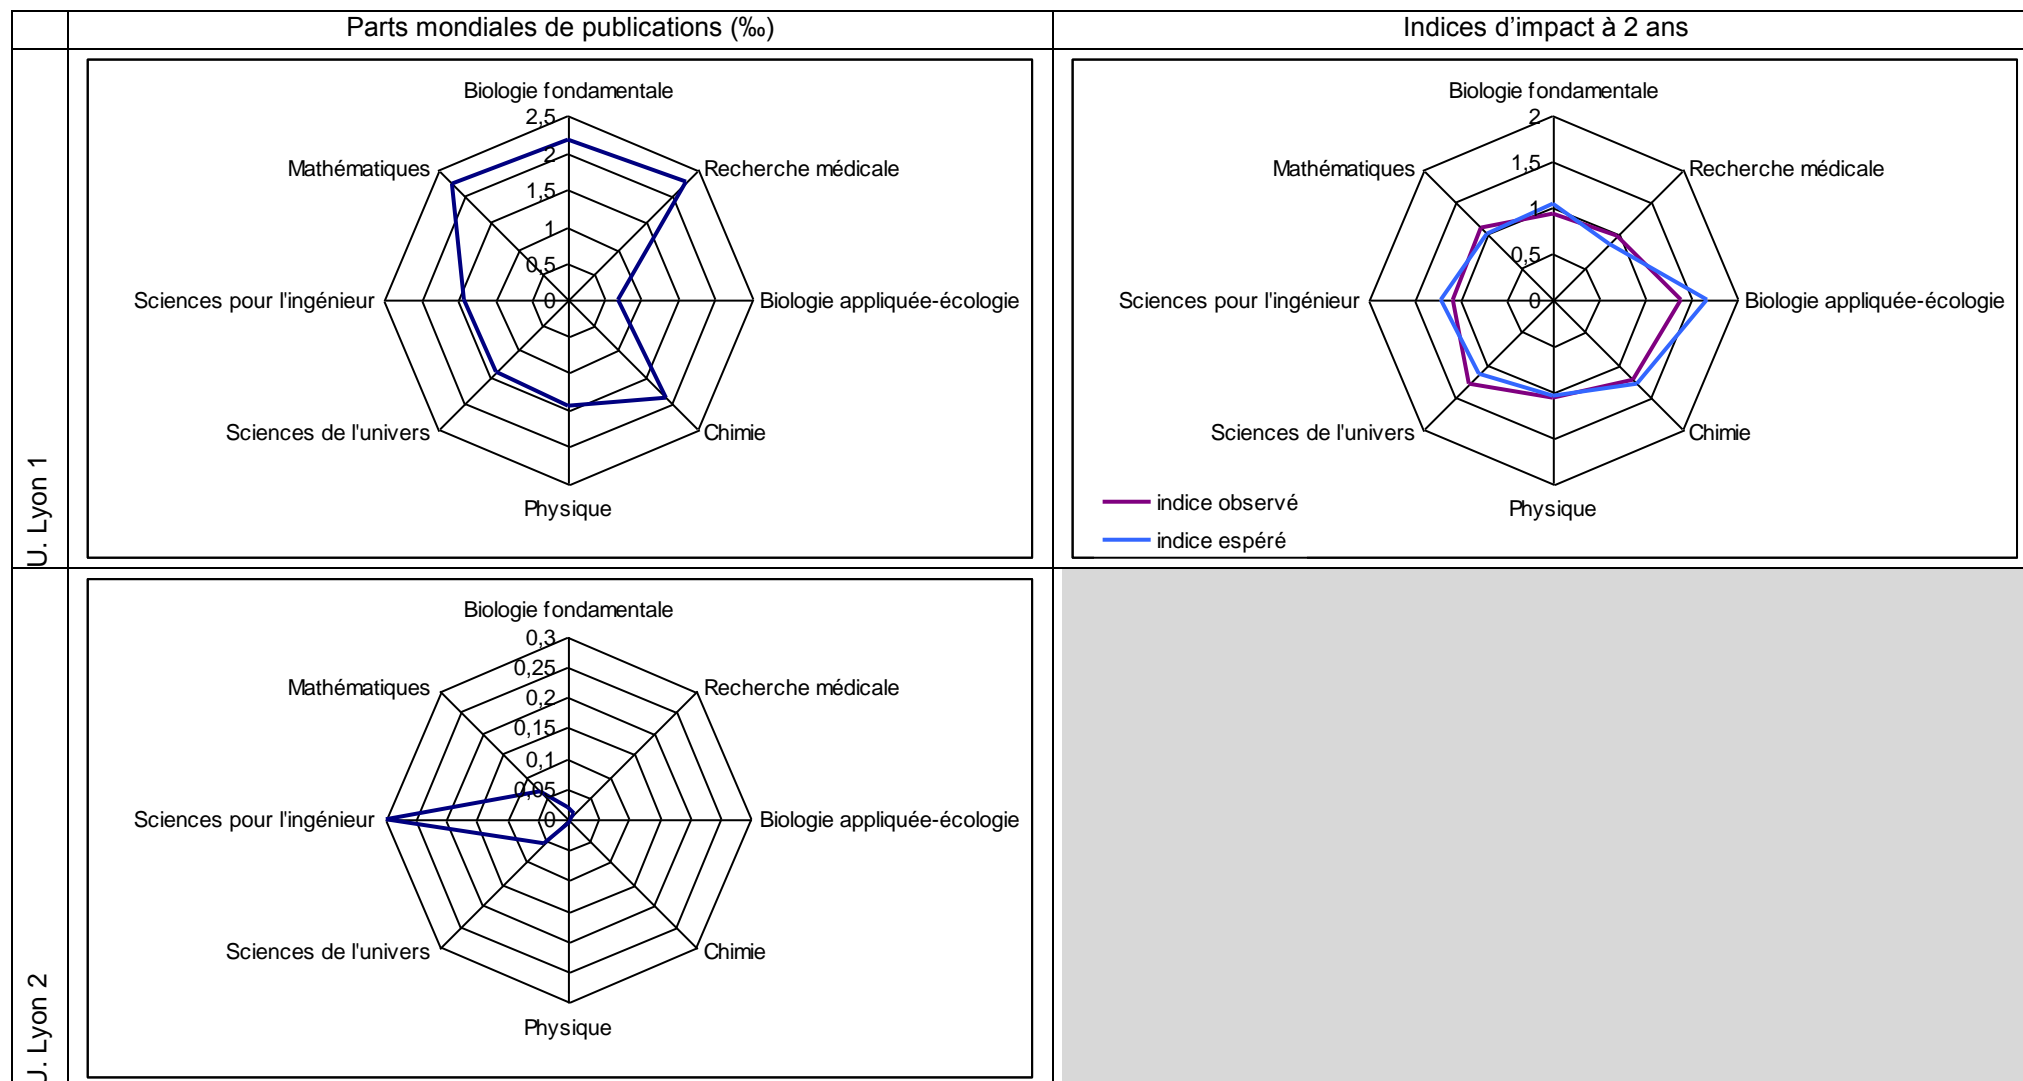 Parts mondiales de publications (‰)
Indices d’impact à 2 ans
U. Lyon 1
Biologie fondamentale
2,5
2
1,5
1
0,5
0
Mathématiques
Recherche médicale
Sciences pour l'ingénieur
Biologie appliquée-écologie
Sciences de l'univers
Chimie
Physique
Biologie fondamentale
2
1,5
1
0,5
0
Mathématiques
Recherche médicale
Sciences pour l'ingénieur
Biologie appliquée-écologie
Sciences de l'univers
Chimie
Physique
indice observé
indice espéré
U. Lyon 2
Biologie fondamentale
0,3
0,25
0,2
0,15
0,1
0,05
0
Mathématiques
Recherche médicale
Sciences pour l'ingénieur
Biologie appliquée-écologie
Sciences de l'univers
Chimie
Physique